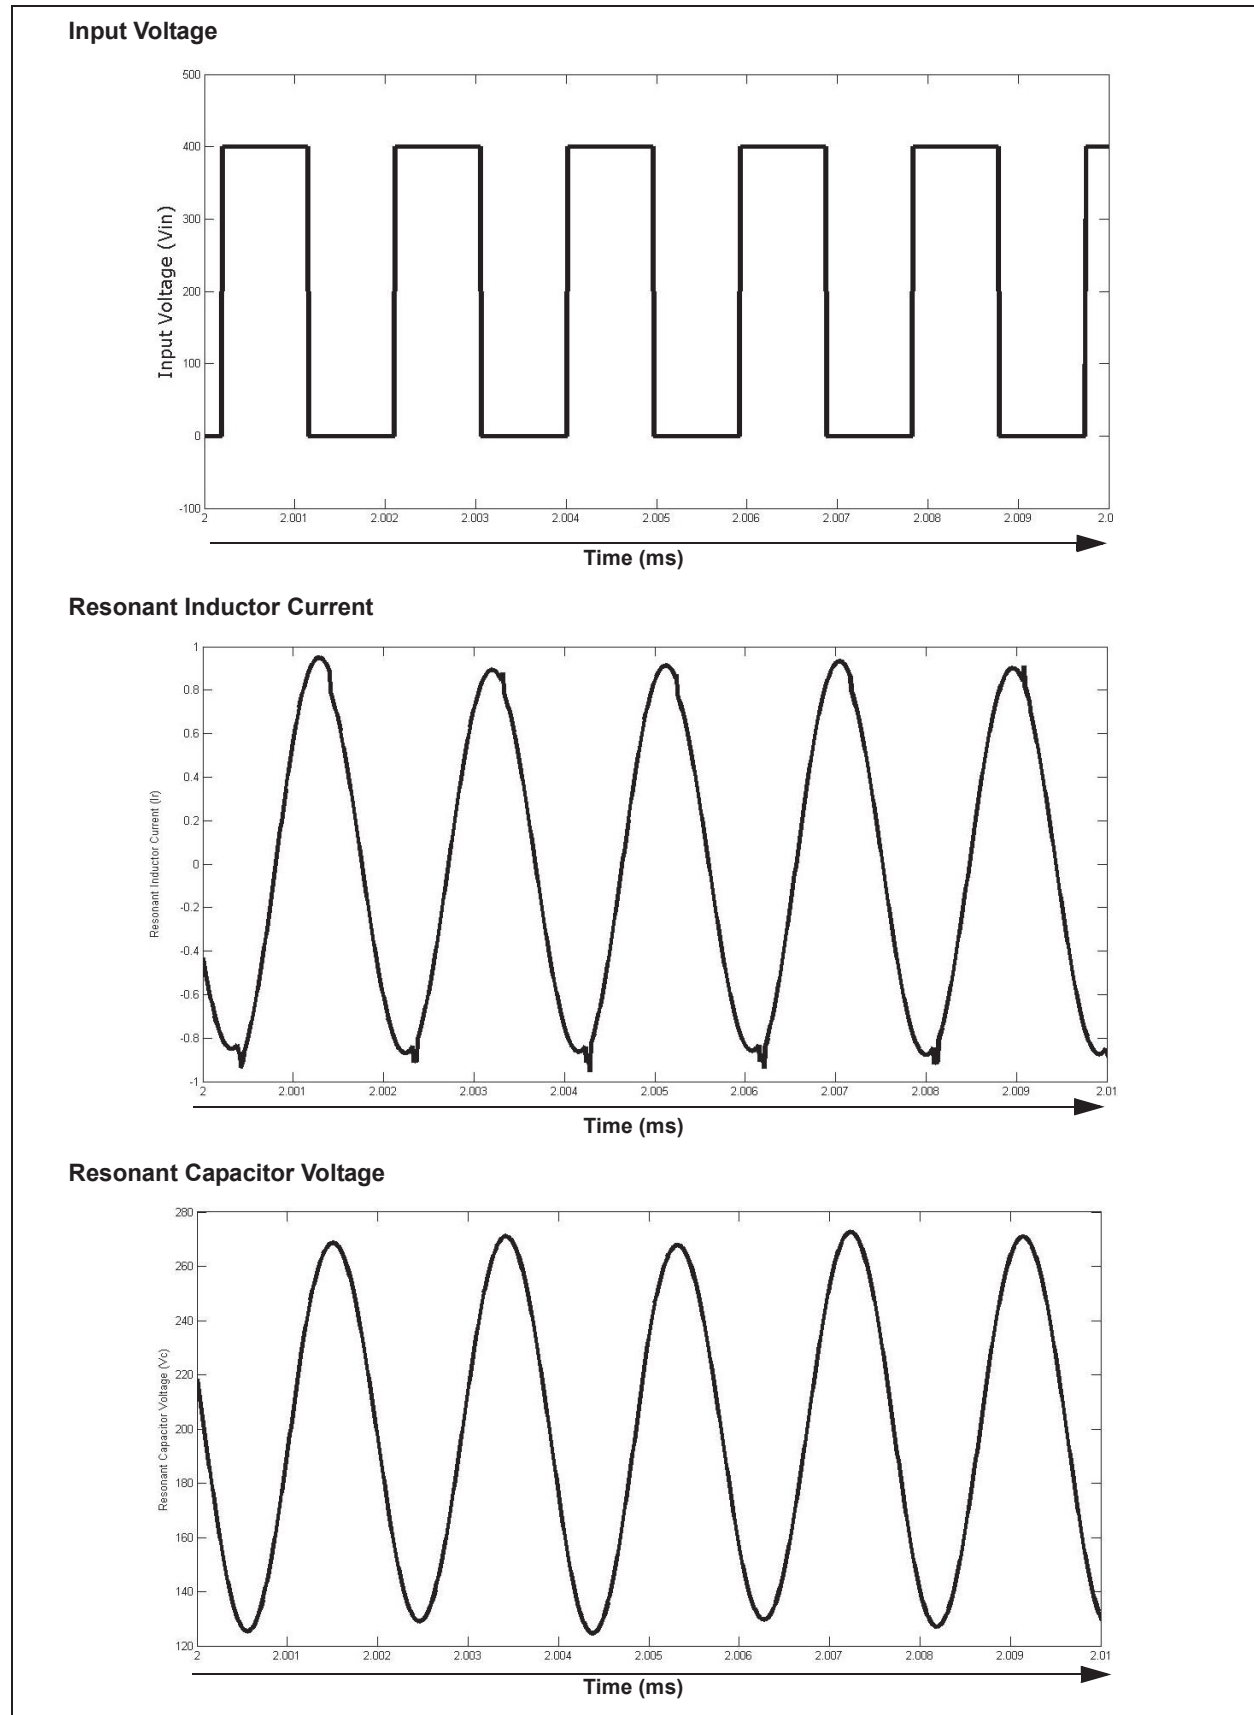 Input Voltage
500
400
300
200
100
0
-100
Input Voltage (Vin)
2 2.001 2.002 2.003 2.004 2.005 2.006 2.007 2.008 2.009 2.0
Time (ms)
Resonant Inductor Current
1
0.8
0.6
0.4
0.2
0
-0.2
-0.4
-0.6
-0.8
-1
Resonant Inductor Current (Ir)
2 2.001 2.002 2.003 2.004 2.005 2.006 2.007 2.008 2.009 2.01
Time (ms)
Resonant Capacitor Voltage
280
260
240
220
200
180
160
140
120
Resonant Capacitor Voltage (Vc)
2 2.001 2.002 2.003 2.004 2.005 2.006 2.007 2.008 2.009 2.01
Time (ms)